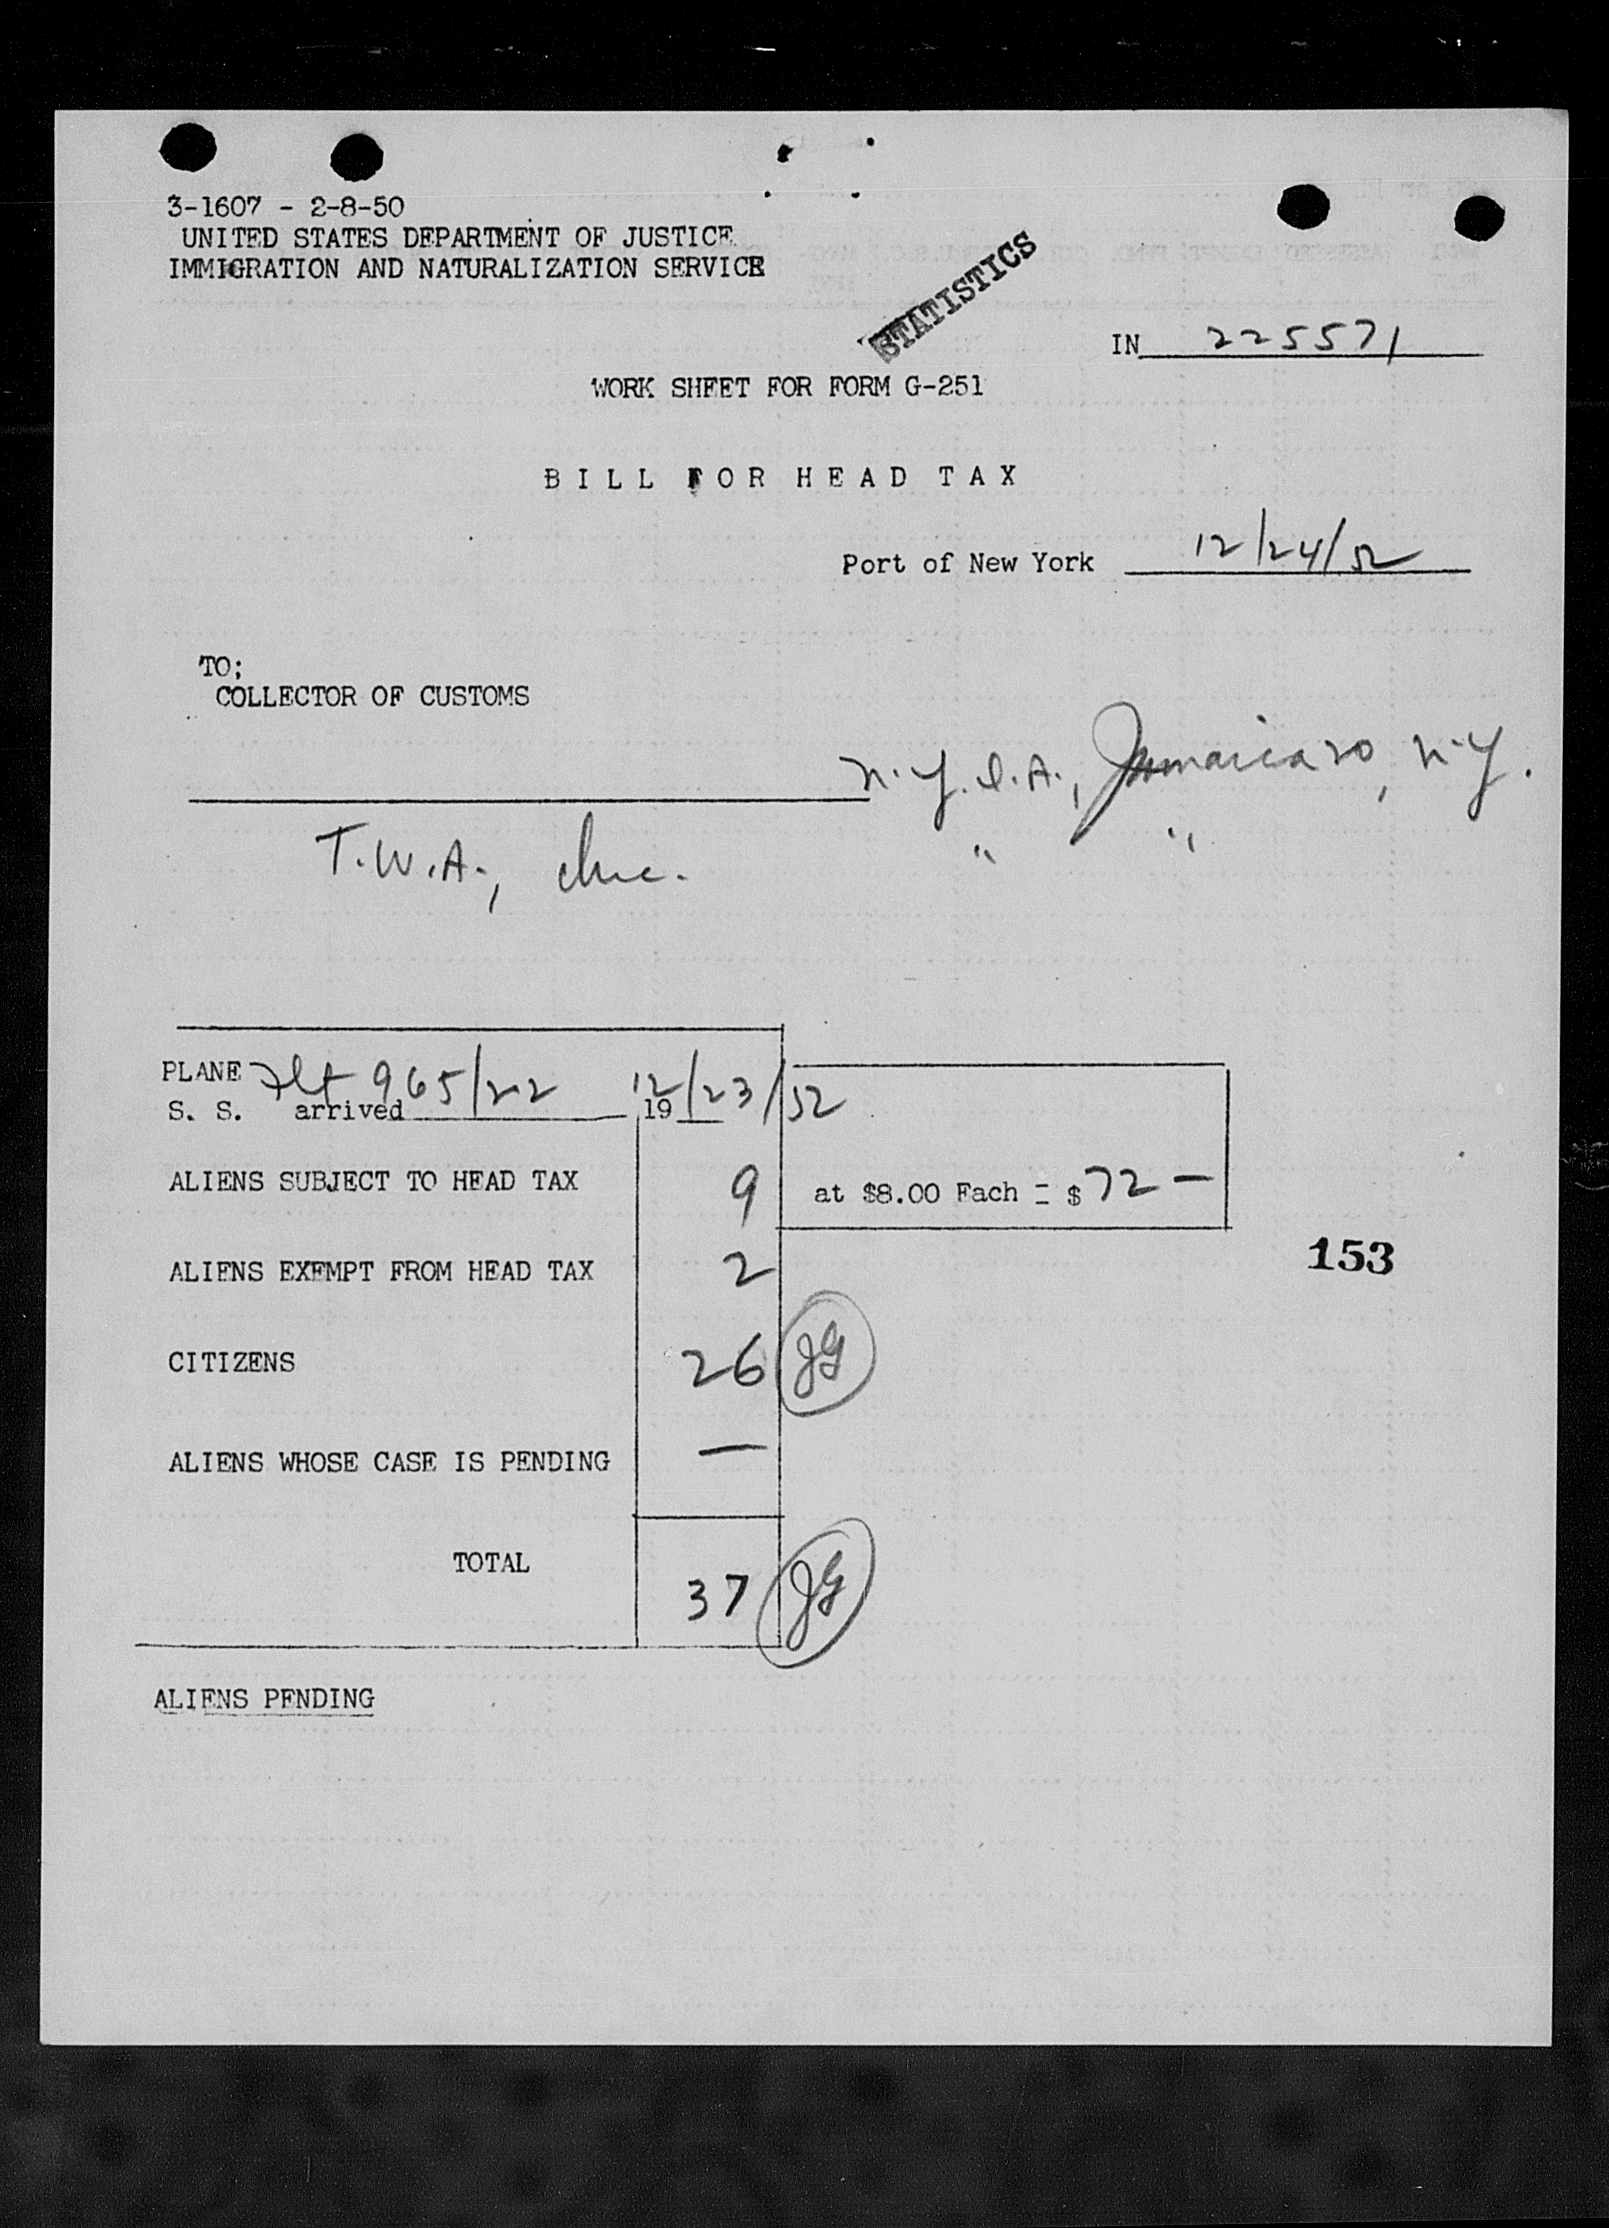 3-1607 - 2-8-50
UNITED STATES DEPARTMENT OF JUSTICE
IMMIGRATION AND NATURALIZATION SERVICE
STATISTICS
IN 225571
WORK SHEET FOR FORM G-251
BILL FOR HEAD TAX
Port of New York 12/24/52
TO;
COLLECTOR OF CUSTOMS
N.Y.I.A., Jamaica 30, N.Y.
T.W.A., Inc. " "
PLANE Flt 965/22 12/23/52
S. S. arrived 19
ALIENS SUBJECT TO HEAD TAX 9 at $8.00 Each = $72 —
ALIENS EXEMPT FROM HEAD TAX 2
153
CITIZENS 26 JG
ALIENS WHOSE CASE IS PENDING —
TOTAL 37 JG
ALIENS PENDING